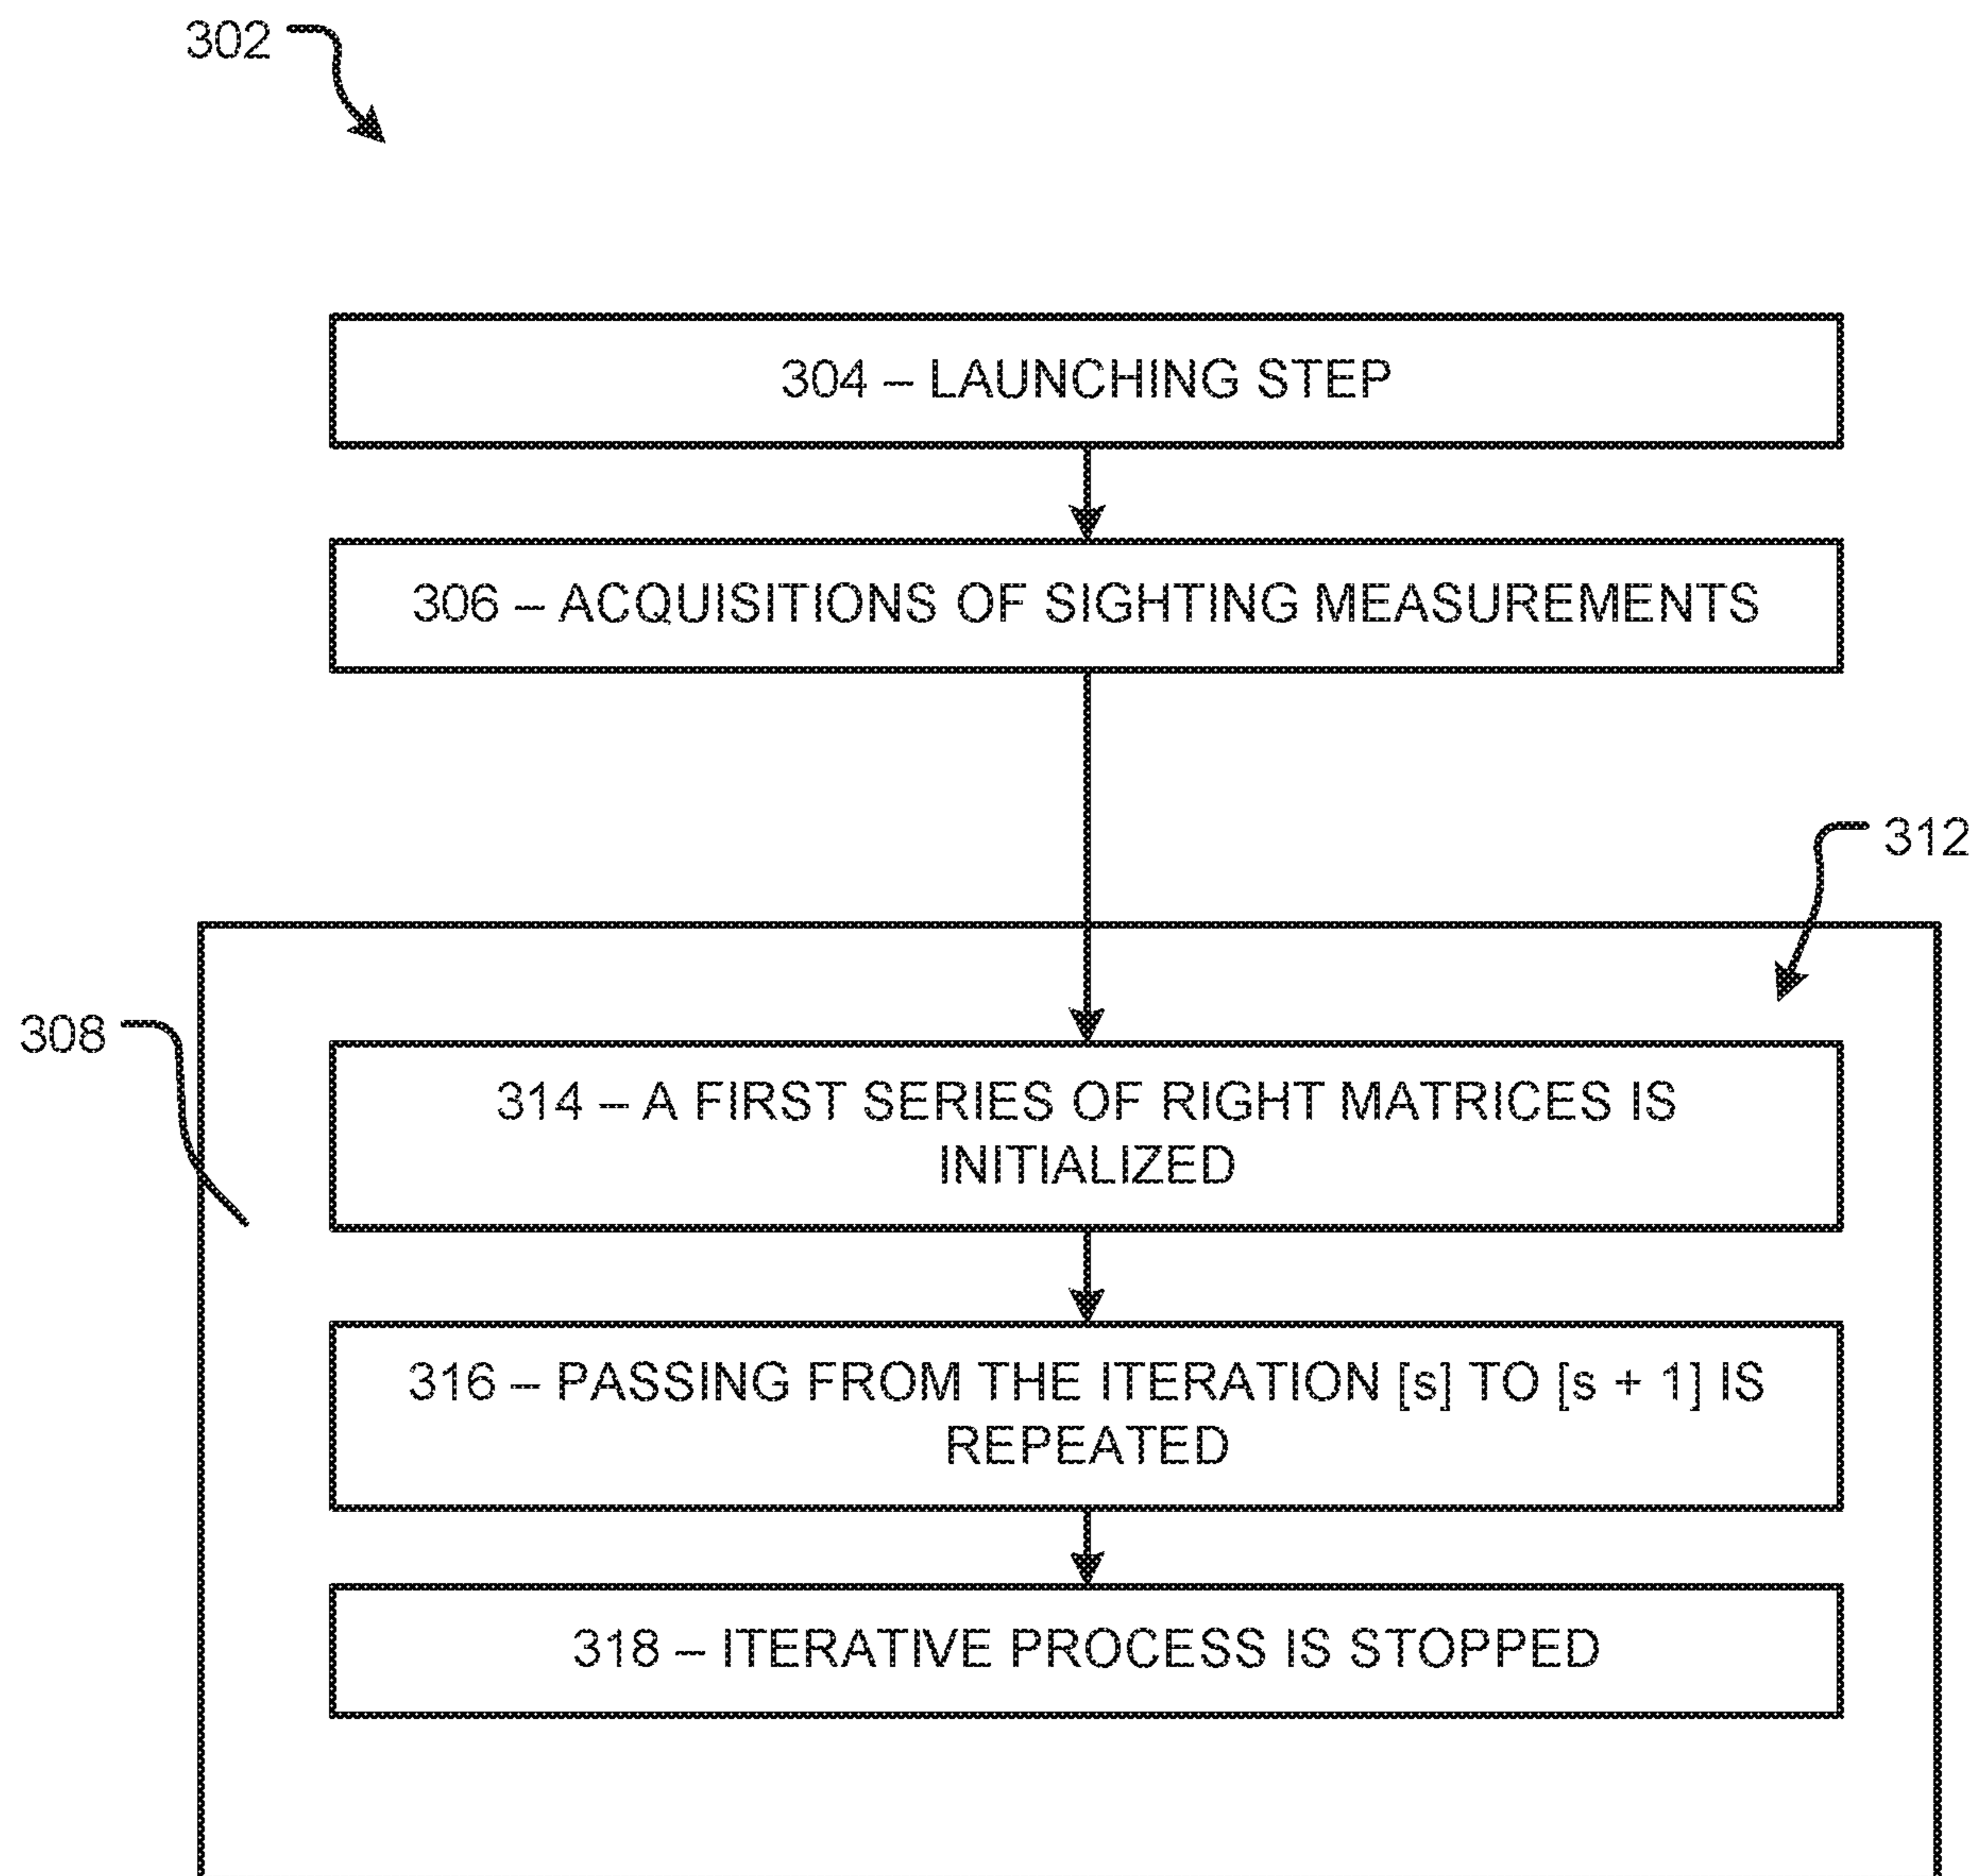 302
304 – LAUNCHING STEP
306 – ACQUISITIONS OF SIGHTING MEASUREMENTS
312
308
314 – A FIRST SERIES OF RIGHT MATRICES IS
INITIALIZED
316 – PASSING FROM THE ITERATION [s] TO [s + 1] IS
REPEATED
318 – ITERATIVE PROCESS IS STOPPED